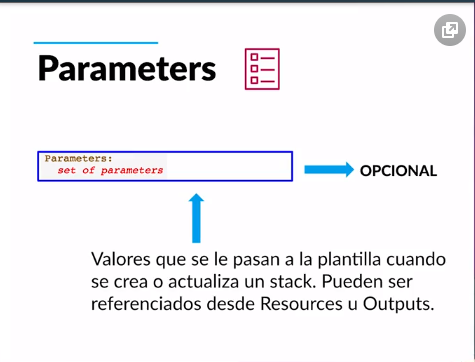 Parameters
Parameters:
set of parameters
OPCIONAL
Valores que se le pasan a la plantilla cuando
se crea o actualiza un stack. Pueden ser
referenciados desde Resources u Outputs.